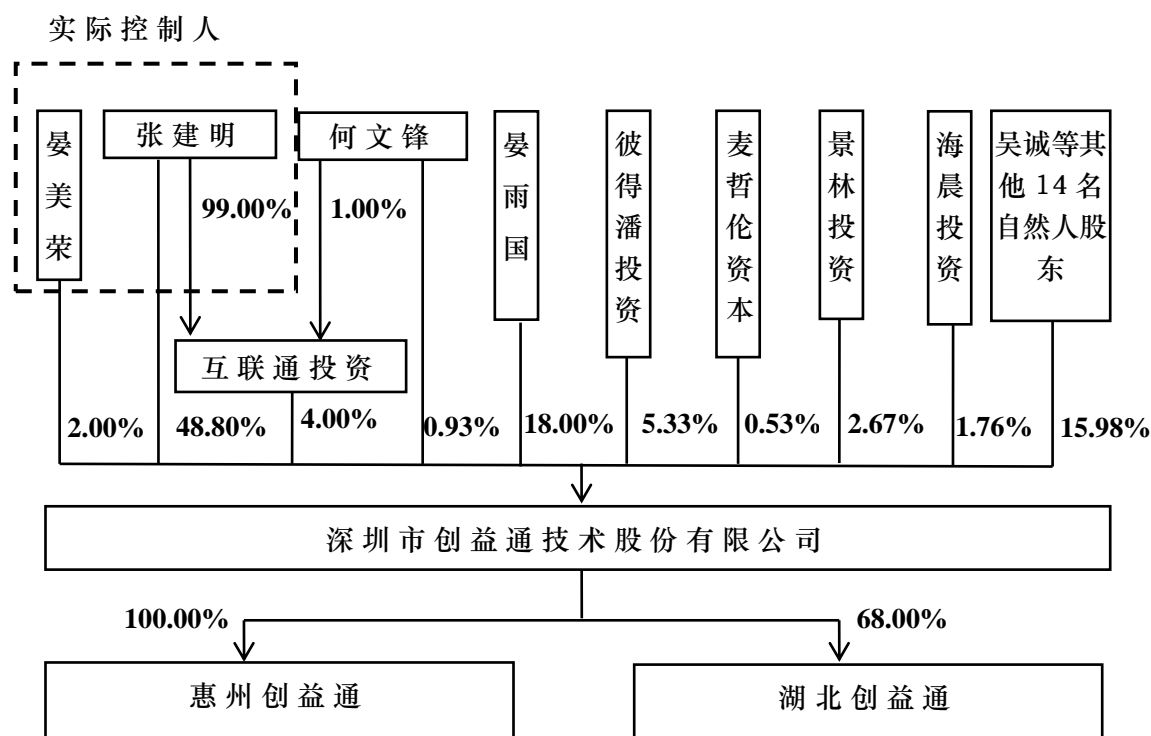 实际控制人
晏美荣
张建明
何文锋
晏雨国
彼得潘投资
麦哲伦资本
景林投资
海晨投资
吴诚等其
他 14 名
自然人股
东
99.00%
1.00%
互联通投资
2.00%
48.80%
4.00%
0.93%
18.00%
5.33%
0.53%
2.67%
1.76%
15.98%
深圳市创益通技术股份有限公司
100.00%
68.00%
惠州创益通
湖北创益通